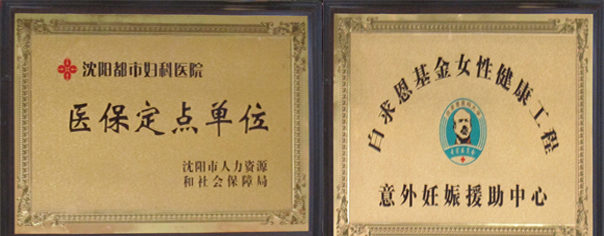 沈阳都市妇科医院
医保定点单位
沈阳市人力资源
和社会保障局
白求恩基金女性健康工程
意外妊娠援助中心